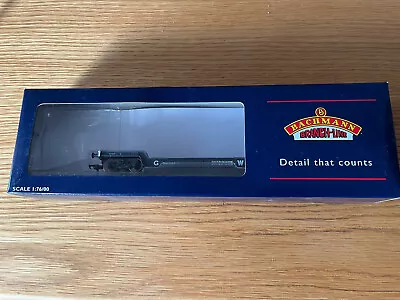 BACHMANN
BRANCH-LINE
Detail that counts
G W
SCALE 1:76/00